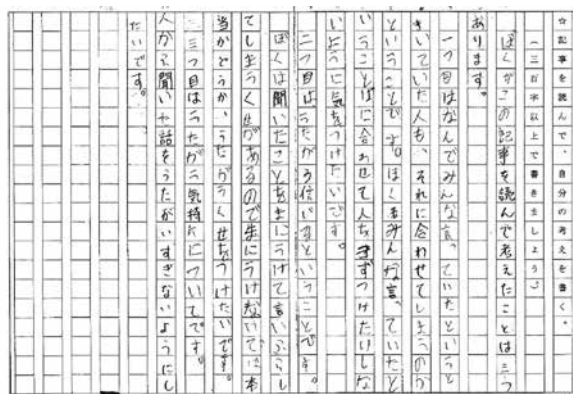 ☆記事を読んで、自分の考えを書く。
(三百字以上で書きましょう)
ぼくがこの記事を読んで考えたことは三つ
あります。
一つ目はなんでみんな言っていたというと
きいていた人も、それに合わせてしまうのか
ということです。ぼくもみんな言っていたと
いうことばに合わせて人をきずつけたりしな
いように気をつけたいです。
二つ目はうたがう信いすということです。
ぼくは聞いたことをまにうけて言いふらし
てしまうくせがあるのでまにうけないで、本
当かどうか、うたがうくせをつけたいです。
三つ目はうたがう気持ちについてです。
人から聞いた話をうたがいすぎないようにし
たいです。